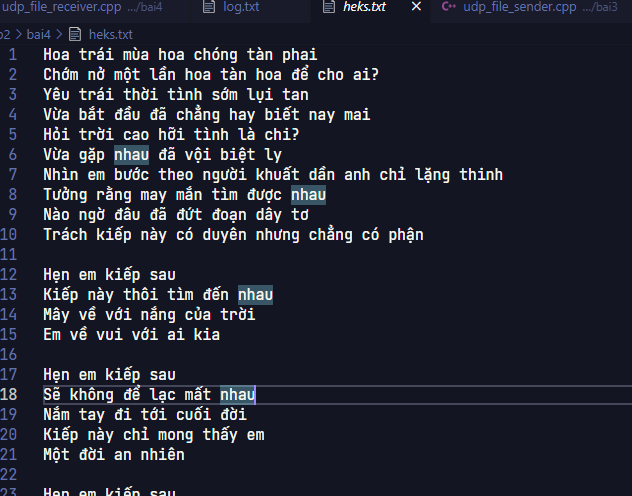 udp_file_receiver.cpp .../bai4
log.txt
heks.txt
udp_file_sender.cpp .../bai3
o2 > bai4 > heks.txt
1 Hoa trái mùa hoa chóng tàn phai
2 Chớm nở một lần hoa tàn hoa để cho ai?
3 Yêu trái thời tình sớm lụi tan
4 Vừa bắt đầu đã chẳng hay biết nay mai
5 Hỏi trời cao hỡi tình là chi?
6 Vừa gặp nhau đã vội biệt ly
7 Nhìn em bước theo người khuất dần anh chỉ lặng thinh
8 Tưởng rằng may mắn tìm được nhau
9 Nào ngờ đâu đã đứt đoạn dây tơ
10 Trách kiếp này có duyên nhưng chẳng có phận
11
12 Hẹn em kiếp sau
13 Kiếp này thôi tìm đến nhau
14 Mây về với nắng của trời
15 Em về vui với ai kia
16
17 Hẹn em kiếp sau
18 Sẽ không để lạc mất nhau
19 Nắm tay đi tới cuối đời
20 Kiếp này chỉ mong thấy em
21 Một đời an nhiên
22
23 Hẹn em kiếp sau